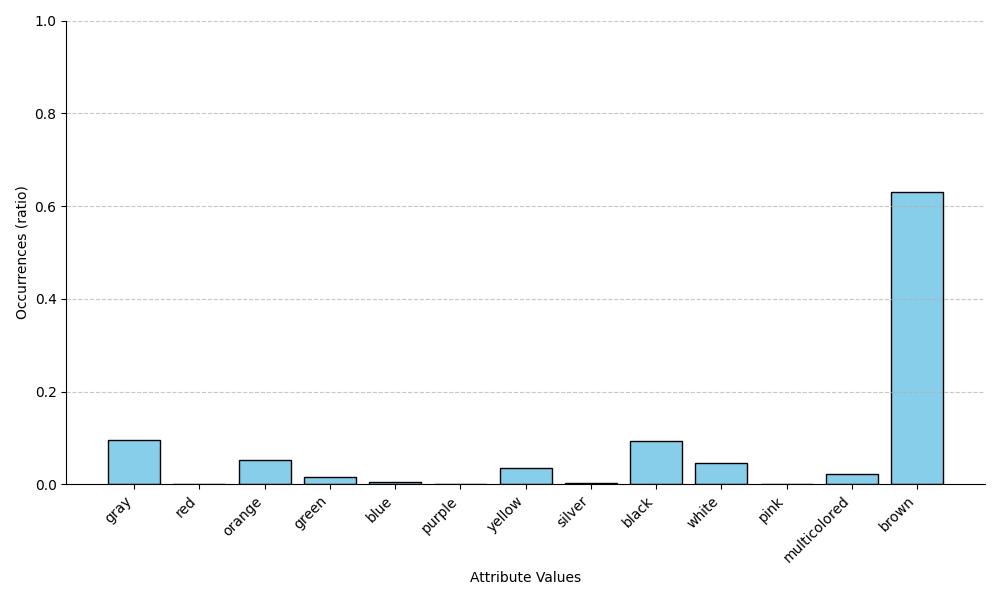 1.0
0.8
0.6
0.4
0.2
0.0
Occurrences (ratio)
gray
red
orange
green
blue
purple
yellow
silver
black
white
pink
multicolored
brown
Attribute Values